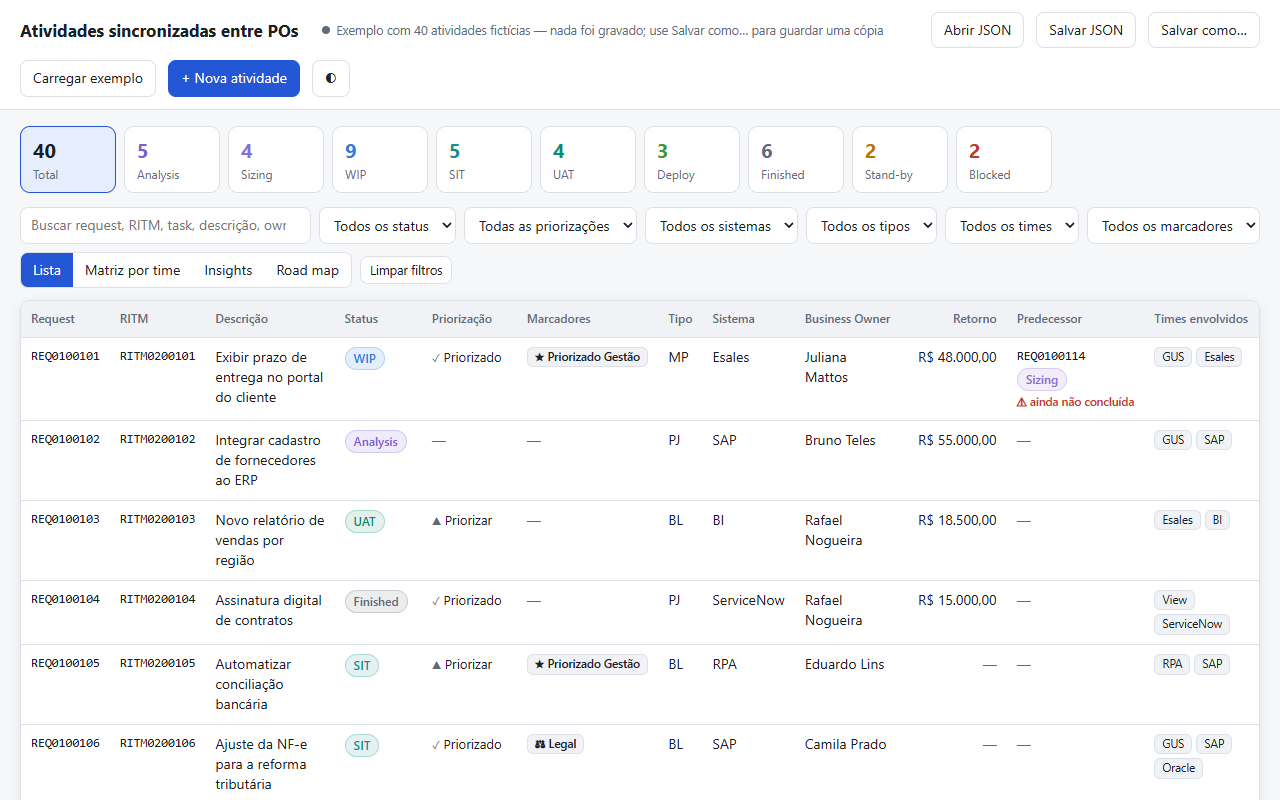 Atividades sincronizadas entre POs
Exemplo com 40 atividades fictícias — nada foi gravado; use Salvar como... para guardar uma cópia
Abrir JSON
Salvar JSON
Salvar como...
Carregar exemplo
+ Nova atividade
40
Total
5
Analysis
4
Sizing
9
WIP
5
SIT
4
UAT
3
Deploy
6
Finished
2
Stand-by
2
Blocked
Buscar request, RITM, task, descrição, owr
Todos os status
Todas as priorizações
Todos os sistemas
Todos os tipos
Todos os times
Todos os marcadores
Lista
Matriz por time
Insights
Road map
Limpar filtros
Request RITM Descrição Status Priorização Marcadores Tipo Sistema Business Owner Retorno Predecessor Times envolvidos
REQ0100101 RITM0200101 Exibir prazo de WIP ✓ Priorizado ★ Priorizado Gestão MP Esales Juliana R$ 48.000,00 REQ0100114 GUS Esales
entrega no portal Mattos Sizing
do cliente ⚠ ainda não concluída
REQ0100102 RITM0200102 Integrar cadastro Analysis — — PJ SAP Bruno Teles R$ 55.000,00 — GUS SAP
de fornecedores
ao ERP
REQ0100103 RITM0200103 Novo relatório de UAT ▲ Priorizar — BL BI Rafael R$ 18.500,00 — Esales BI
vendas por Nogueira
região
REQ0100104 RITM0200104 Assinatura digital Finished ✓ Priorizado — PJ ServiceNow Rafael R$ 15.000,00 — View
de contratos Nogueira ServiceNow
REQ0100105 RITM0200105 Automatizar SIT ▲ Priorizar ★ Priorizado Gestão BL RPA Eduardo Lins — — RPA SAP
conciliação
bancária
REQ0100106 RITM0200106 Ajuste da NF-e SIT ✓ Priorizado Legal BL SAP Camila Prado — — GUS SAP
para a reforma Oracle
tributária